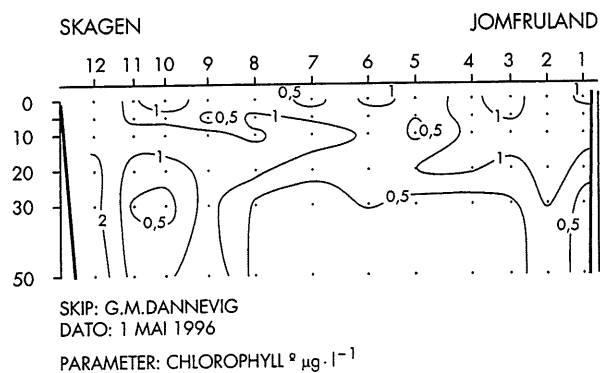 SKAGEN JOMFRULAND
12 11 10 9 8 7 6 5 4 3 2 1
0,5 1 1
0 1 0,5 1 1
10 0,5
20 1 1
30 2 0,5 0,5 0,5
50
SKIP: G.M.DANNEVIG
DATO: 1 MAI 1996
PARAMETER: CHLOROPHYLL º µg·l⁻¹